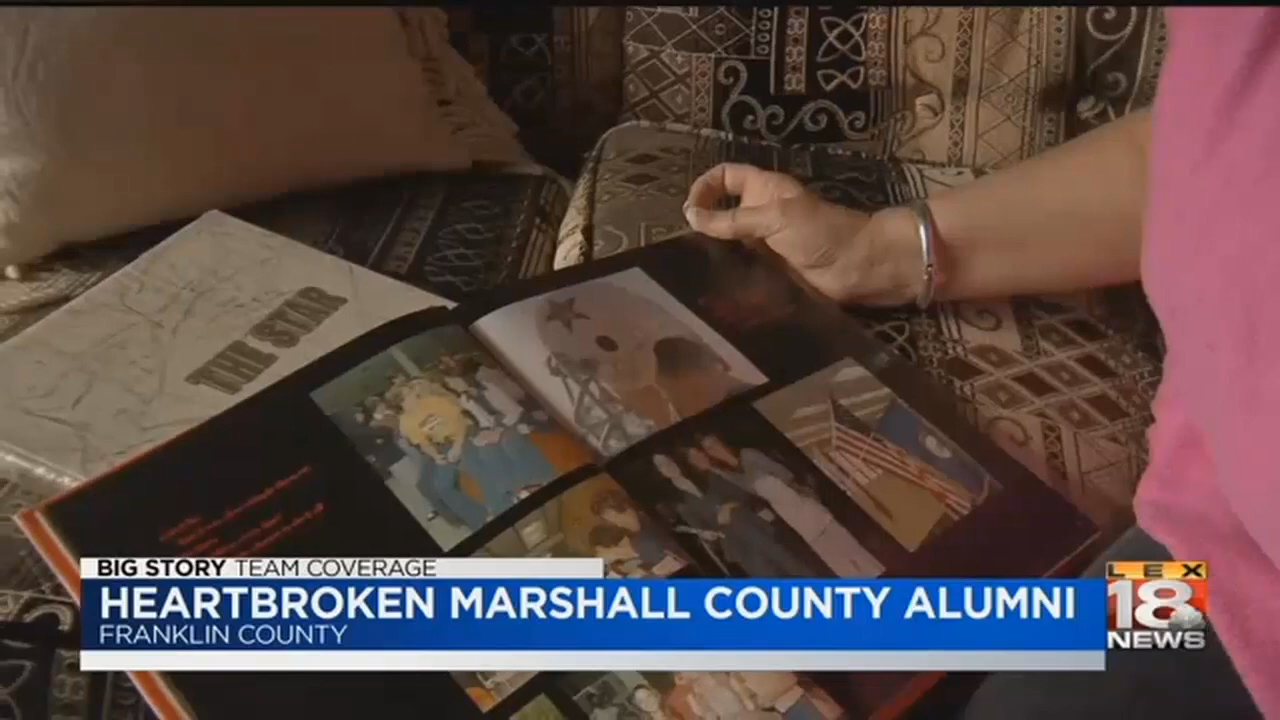 THE STAR
BIG STORY TEAM COVERAGE
HEARTBROKEN MARSHALL COUNTY ALUMNI
FRANKLIN COUNTY
LEX
18
NEWS